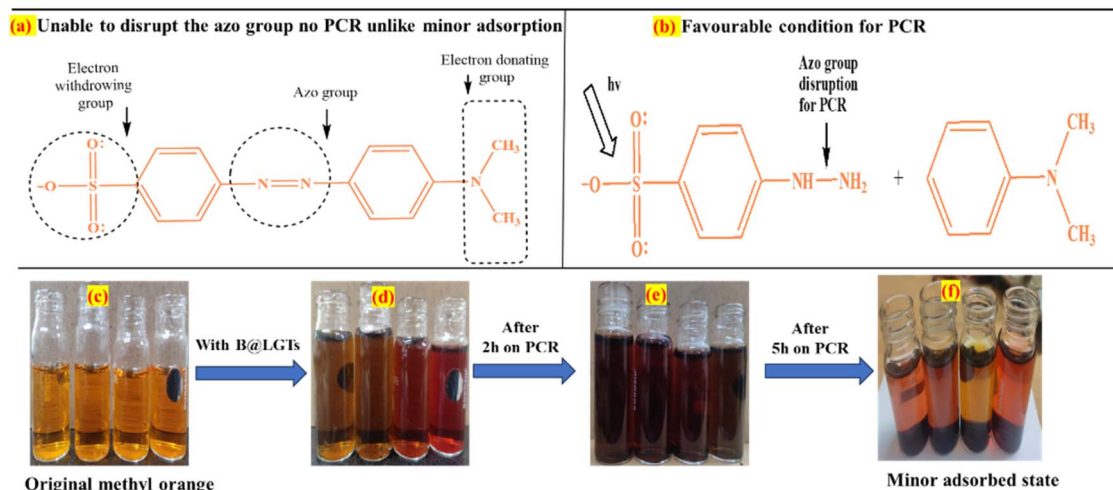 (a) Unable to disrupt the azo group no PCR unlike minor adsorption
Electron
withdrowing
group
Azo group
Electron donating
group
O:
–O
S
O:
N
N
N
CH3
CH3
(b) Favourable condition for PCR
hv
Azo group
disruption
for PCR
O:
–O
S
O:
NH
NH2
+
N
CH3
CH3
(c)
With B@LGTs
(d)
After
2h on PCR
(e)
After
5h on PCR
(f)
Original methyl orange
Minor adsorbed state